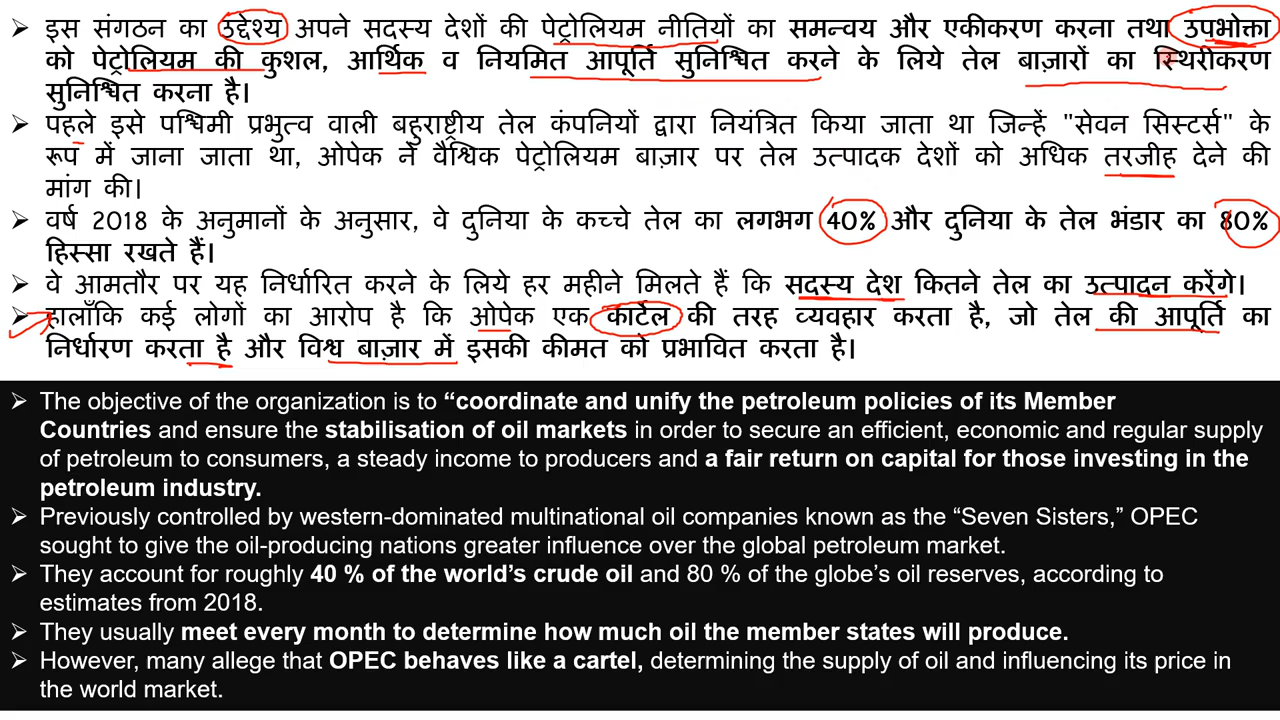 ➢ इस संगठन का उद्देश्य अपने सदस्य देशों की पेट्रोलियम नीतियों का समन्वय और एकीकरण करना तथा उपभोक्ता
को पेट्रोलियम की कुशल, आर्थिक व नियमित आपूर्ति सुनिश्चित करने के लिये तेल बाज़ारों का स्थिरीकरण
सुनिश्चित करना है।
➢ पहले इसे पश्चिमी प्रभुत्व वाली बहुराष्ट्रीय तेल कंपनियों द्वारा नियंत्रित किया जाता था जिन्हें "सेवन सिस्टर्स" के
रूप में जाना जाता था, ओपेक ने वैश्विक पेट्रोलियम बाज़ार पर तेल उत्पादक देशों को अधिक तरजीह देने की
मांग की।
➢ वर्ष 2018 के अनुमानों के अनुसार, वे दुनिया के कच्चे तेल का लगभग 40% और दुनिया के तेल भंडार का 80%
हिस्सा रखते हैं।
➢ वे आमतौर पर यह निर्धारित करने के लिये हर महीने मिलते हैं कि सदस्य देश कितने तेल का उत्पादन करेंगे।
➢ हालाँकि कई लोगों का आरोप है कि ओपेक एक कार्टेल की तरह व्यवहार करता है, जो तेल की आपूर्ति का
निर्धारण करता है और विश्व बाज़ार में इसकी कीमत को प्रभावित करता है।
➢ The objective of the organization is to “coordinate and unify the petroleum policies of its Member
Countries and ensure the stabilisation of oil markets in order to secure an efficient, economic and regular supply
of petroleum to consumers, a steady income to producers and a fair return on capital for those investing in the
petroleum industry.
➢ Previously controlled by western-dominated multinational oil companies known as the “Seven Sisters,” OPEC
sought to give the oil-producing nations greater influence over the global petroleum market.
➢ They account for roughly 40 % of the world’s crude oil and 80 % of the globe’s oil reserves, according to
estimates from 2018.
➢ They usually meet every month to determine how much oil the member states will produce.
➢ However, many allege that OPEC behaves like a cartel, determining the supply of oil and influencing its price in
the world market.